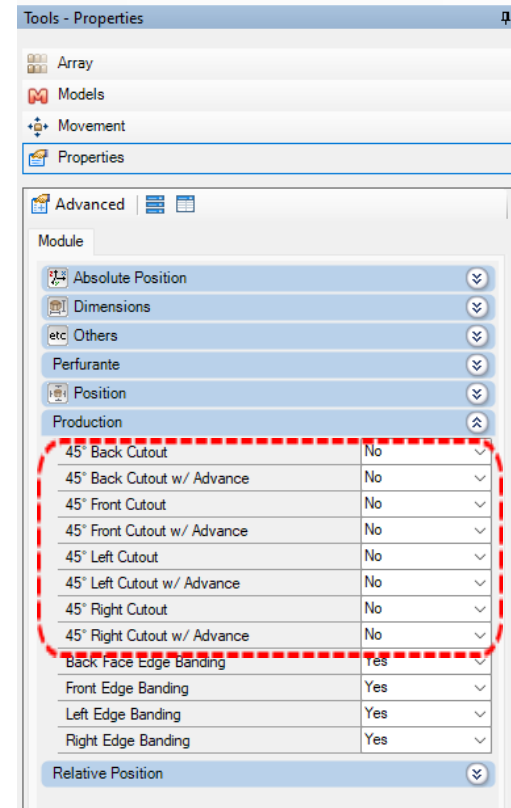 Tools - Properties
Array
Models
Movement
Properties
Advanced
Module
Absolute Position
Dimensions
etc Others
Perfurante
Position
Production
45° Back Cutout No
45° Back Cutout w/ Advance No
45° Front Cutout No
45° Front Cutout w/ Advance No
45° Left Cutout No
45° Left Cutout w/ Advance No
45° Right Cutout No
45° Right Cutout w/ Advance No
Back Face Edge Banding Yes
Front Edge Banding Yes
Left Edge Banding Yes
Right Edge Banding Yes
Relative Position